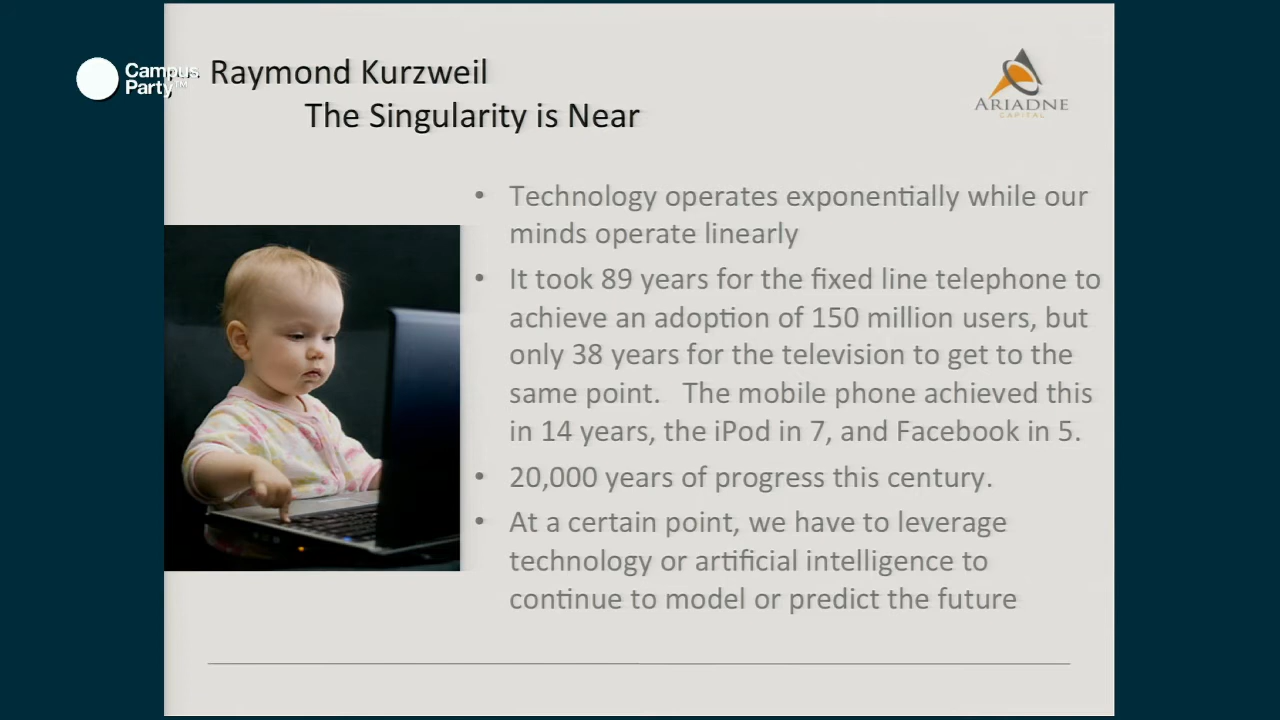 Campus
Party™
Raymond Kurzweil
The Singularity is Near
ARIADNE
CAPITAL
• Technology operates exponentially while our
minds operate linearly
• It took 89 years for the fixed line telephone to
achieve an adoption of 150 million users, but
only 38 years for the television to get to the
same point.   The mobile phone achieved this
in 14 years, the iPod in 7, and Facebook in 5.
• 20,000 years of progress this century.
• At a certain point, we have to leverage
technology or artificial intelligence to
continue to model or predict the future